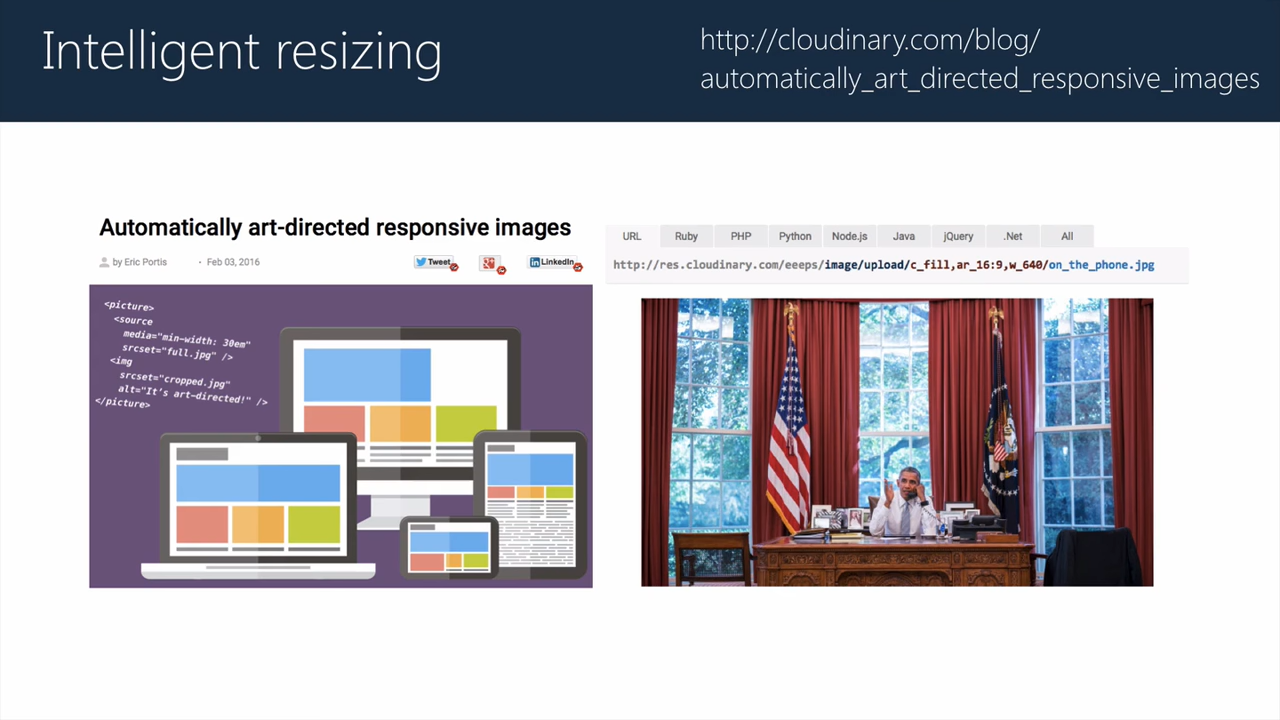 Intelligent resizing
http://cloudinary.com/blog/
automatically_art_directed_responsive_images
Automatically art-directed responsive images
by Eric Portis
· Feb 03, 2016
Tweet
LinkedIn
<picture>
<source
media="min-width: 30em"
srcset="full.jpg" />
<img
srcset="cropped.jpg"
alt="It's art-directed!" />
</picture>
URL
Ruby
PHP
Python
Node.js
Java
jQuery
.Net
All
http://res.cloudinary.com/eeeps/image/upload/c_fill,ar_16:9,w_640/on_the_phone.jpg